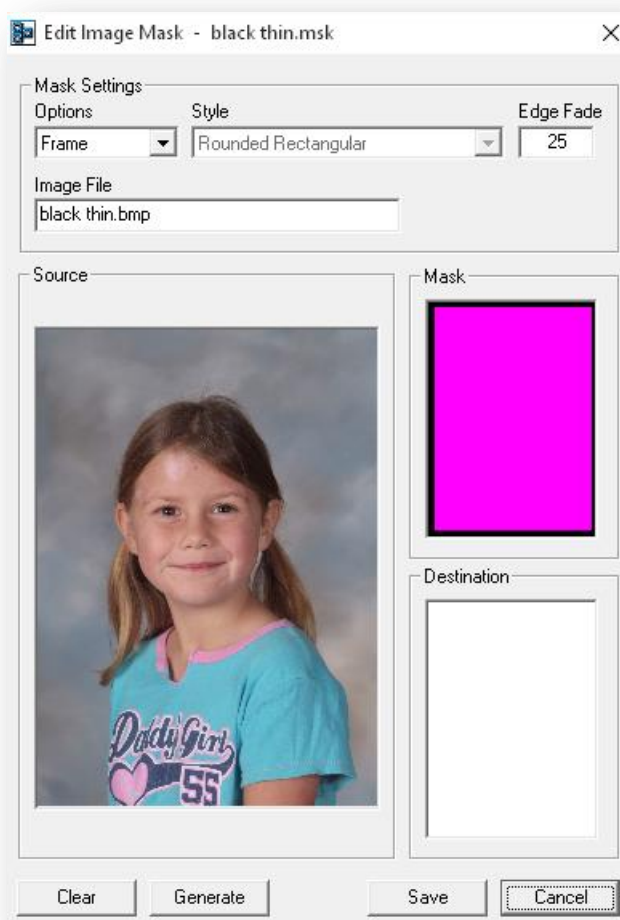 Edit Image Mask - black thin.msk
Mask Settings
Options Style Edge Fade
Frame Rounded Rectangular 25
Image File
black thin.bmp
Source Mask
Daddy's Girl
55
Destination
Clear Generate Save Cancel